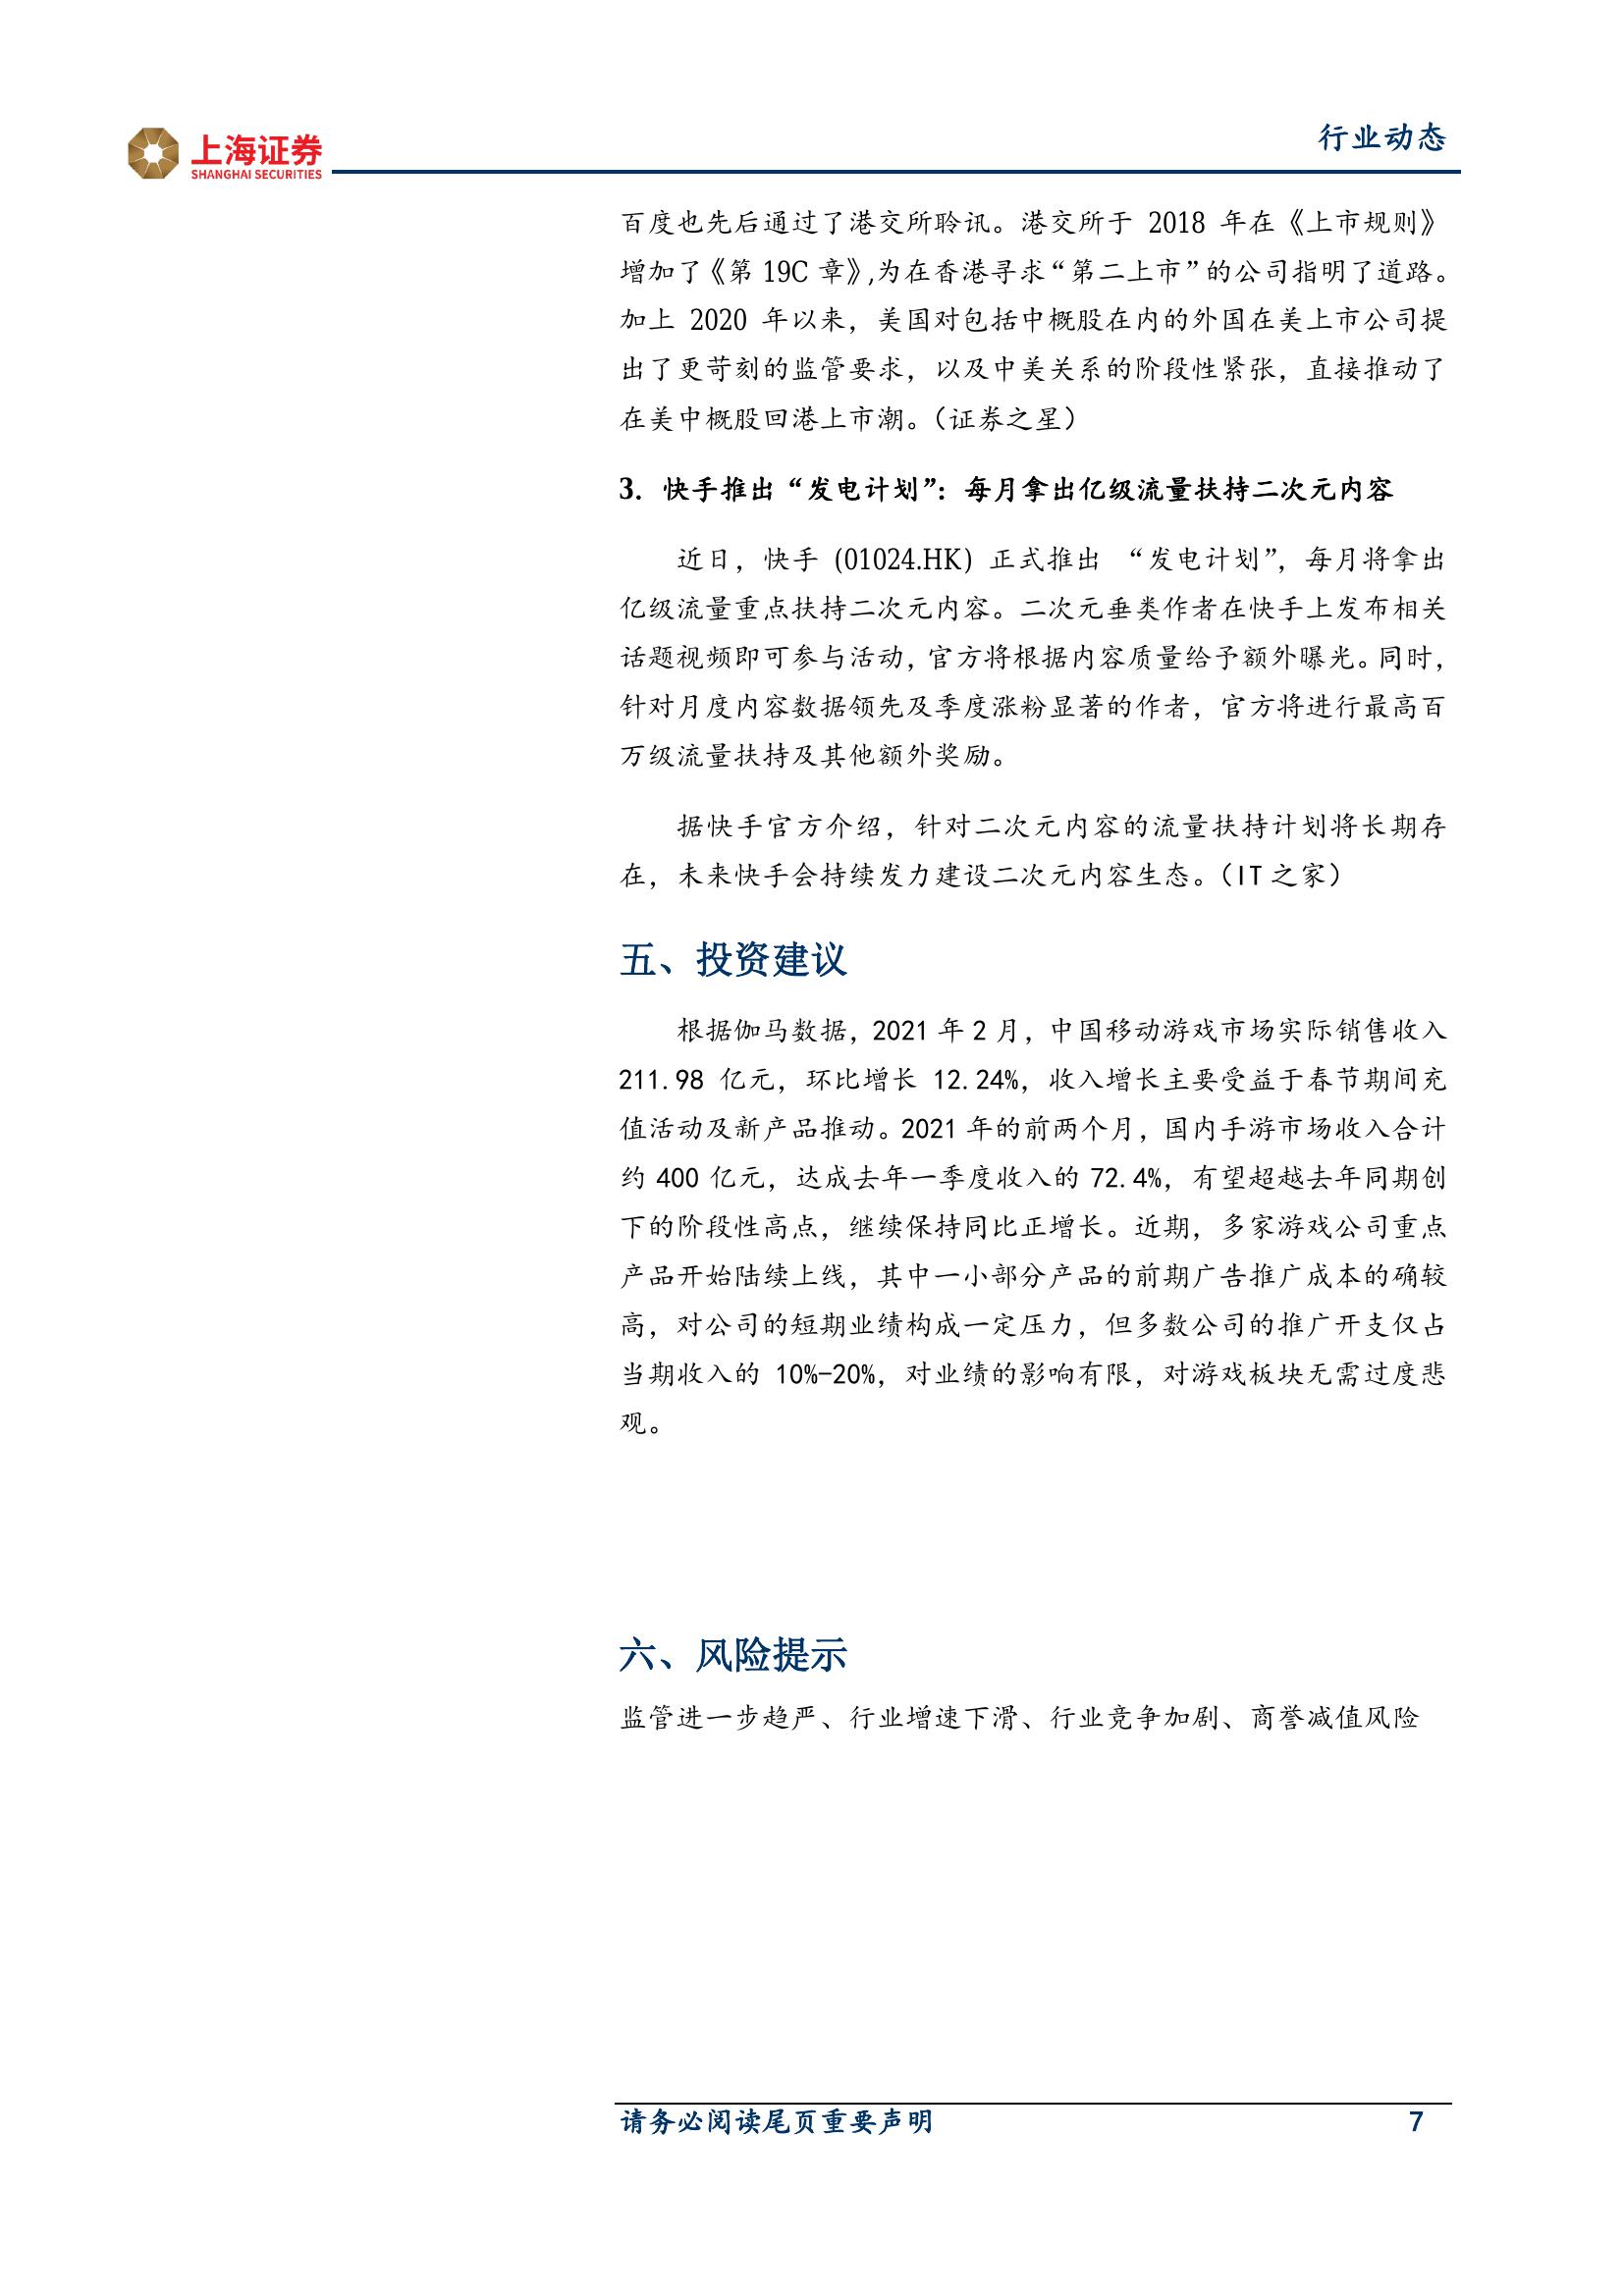 上海证券
SHANGHAI SECURITIES
行业动态
百度也先后通过了港交所聆讯。港交所于 2018 年在《上市规则》
增加了《第 19C 章》,为在香港寻求“第二上市”的公司指明了道路。
加上 2020 年以来，美国对包括中概股在内的外国在美上市公司提
出了更苛刻的监管要求，以及中美关系的阶段性紧张，直接推动了
在美中概股回港上市潮。（证券之星）
3. 快手推出“发电计划”：每月拿出亿级流量扶持二次元内容
近日，快手 (01024.HK) 正式推出 “发电计划”，每月将拿出
亿级流量重点扶持二次元内容。二次元垂类作者在快手上发布相关
话题视频即可参与活动，官方将根据内容质量给予额外曝光。同时，
针对月度内容数据领先及季度涨粉显著的作者，官方将进行最高百
万级流量扶持及其他额外奖励。
据快手官方介绍，针对二次元内容的流量扶持计划将长期存
在，未来快手会持续发力建设二次元内容生态。（IT 之家）
五、投资建议
根据伽马数据，2021 年 2 月，中国移动游戏市场实际销售收入
211.98 亿元，环比增长 12.24%，收入增长主要受益于春节期间充
值活动及新产品推动。2021 年的前两个月，国内手游市场收入合计
约 400 亿元，达成去年一季度收入的 72.4%，有望超越去年同期创
下的阶段性高点，继续保持同比正增长。近期，多家游戏公司重点
产品开始陆续上线，其中一小部分产品的前期广告推广成本的确较
高，对公司的短期业绩构成一定压力，但多数公司的推广开支仅占
当期收入的 10%-20%，对业绩的影响有限，对游戏板块无需过度悲
观。
六、风险提示
监管进一步趋严、行业增速下滑、行业竞争加剧、商誉减值风险
请务必阅读尾页重要声明 7